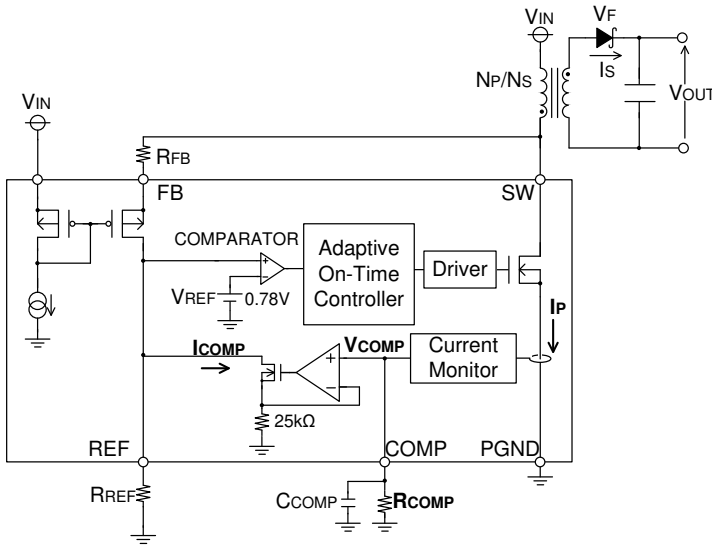 VIN
VF
NP/NS
IS
VOUT
VIN
RFB
FB
SW
COMPARATOR
Adaptive
On-Time
Controller
Driver
VREF
0.78V
IP
ICOMP
VCOMP
Current
Monitor
+
−
+
−
25kΩ
REF
COMP
PGND
RREF
CCOMP
RCOMP